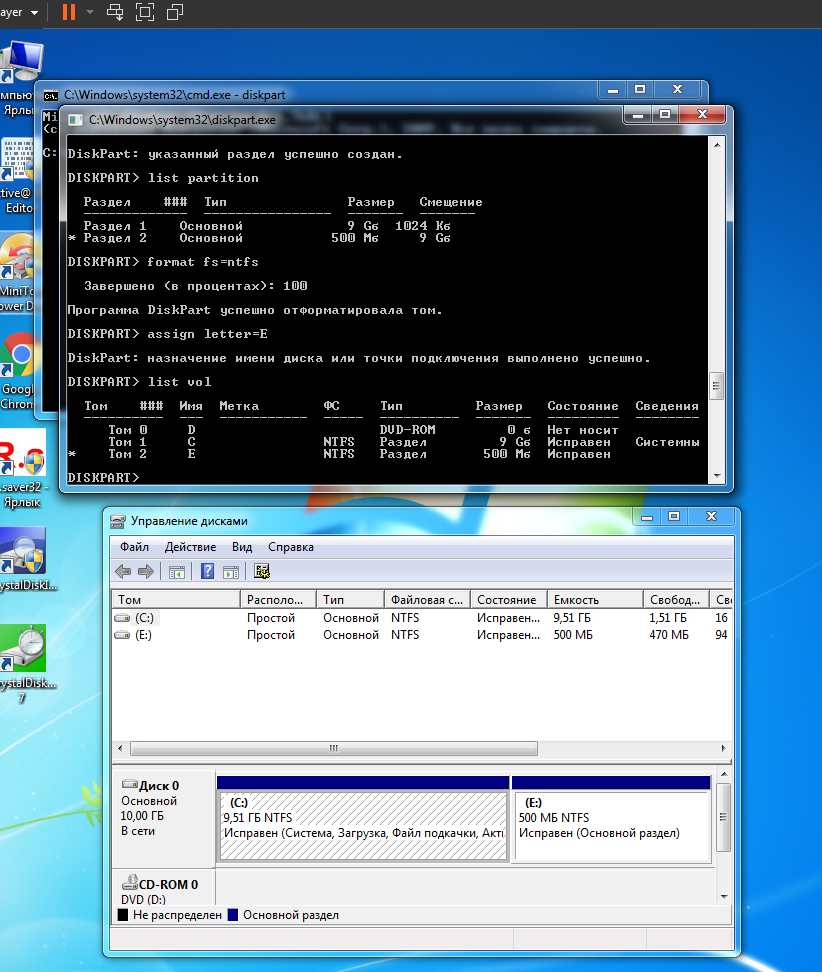 ayer
C:\Windows\system32\cmd.exe - diskpart
C:\Windows\system32\diskpart.exe
DiskPart: указанный раздел успешно создан.
DISKPART> list partition
Раздел ### Тип Размер Смещение
Раздел 1 Основной 9 Gб 1024 Kб
* Раздел 2 Основной 500 Mб 9 Gб
DISKPART> format fs=ntfs
Завершено (в процентах): 100
Программа DiskPart успешно отформатировала том.
DISKPART> assign letter=E
DiskPart: назначение имени диска или точки подключения выполнено успешно.
DISKPART> list vol
Том ### Имя Метка ФС Тип Размер Состояние Сведения
Том 0 D DVD-ROM 0 б Нет носит
Том 1 C NTFS Раздел 9 Gб Исправен Системны
* Том 2 E NTFS Раздел 500 Mб Исправен
DISKPART>
мпью
Ярлы
tive@
Edito
MiniTo
ower D
Googl
Chron
R.
.saver32 -
Ярлык
ystalDiskI...
ystalDisk...
7
Управление дисками
Файл Действие Вид Справка
Том Располо... Тип Файловая с... Состояние Емкость Свобод... Св
(C:) Простой Основной NTFS Исправен... 9,51 ГБ 1,51 ГБ 16
(E:) Простой Основной NTFS Исправен... 500 МБ 470 МБ 94
Диск 0
Основной
10,00 ГБ
В сети
(C:)
9,51 ГБ NTFS
Исправен (Система, Загрузка, Файл подкачки, Акти
(E:)
500 МБ NTFS
Исправен (Основной раздел)
CD-ROM 0
DVD (D:)
Не распределен Основной раздел